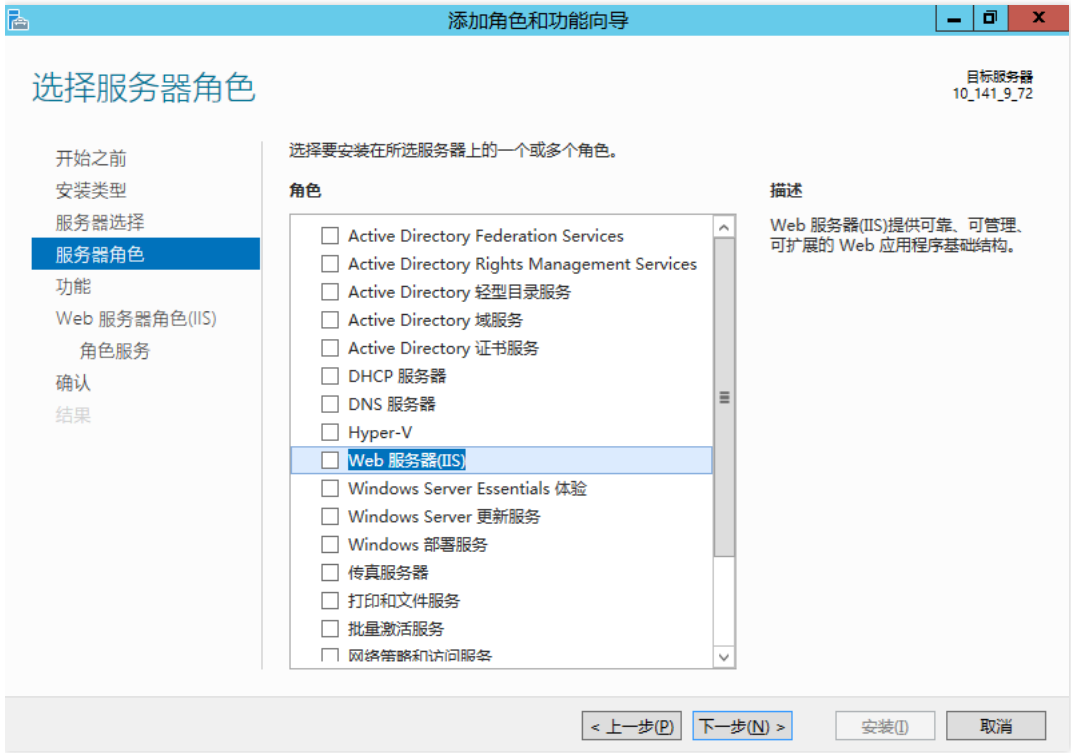 添加角色和功能向导
选择服务器角色
目标服务器
10_141_9_72
开始之前
安装类型
服务器选择
服务器角色
功能
Web 服务器角色(IIS)
角色服务
确认
结果
选择要安装在所选服务器上的一个或多个角色。
角色
Active Directory Federation Services
Active Directory Rights Management Services
Active Directory 轻型目录服务
Active Directory 域服务
Active Directory 证书服务
DHCP 服务器
DNS 服务器
Hyper-V
Web 服务器(IIS)
Windows Server Essentials 体验
Windows Server 更新服务
Windows 部署服务
传真服务器
打印和文件服务
批量激活服务
网络策略和访问服务
描述
Web 服务器(IIS)提供可靠、可管理、
可扩展的 Web 应用程序基础结构。
< 上一步(P)
下一步(N) >
安装(I)
取消